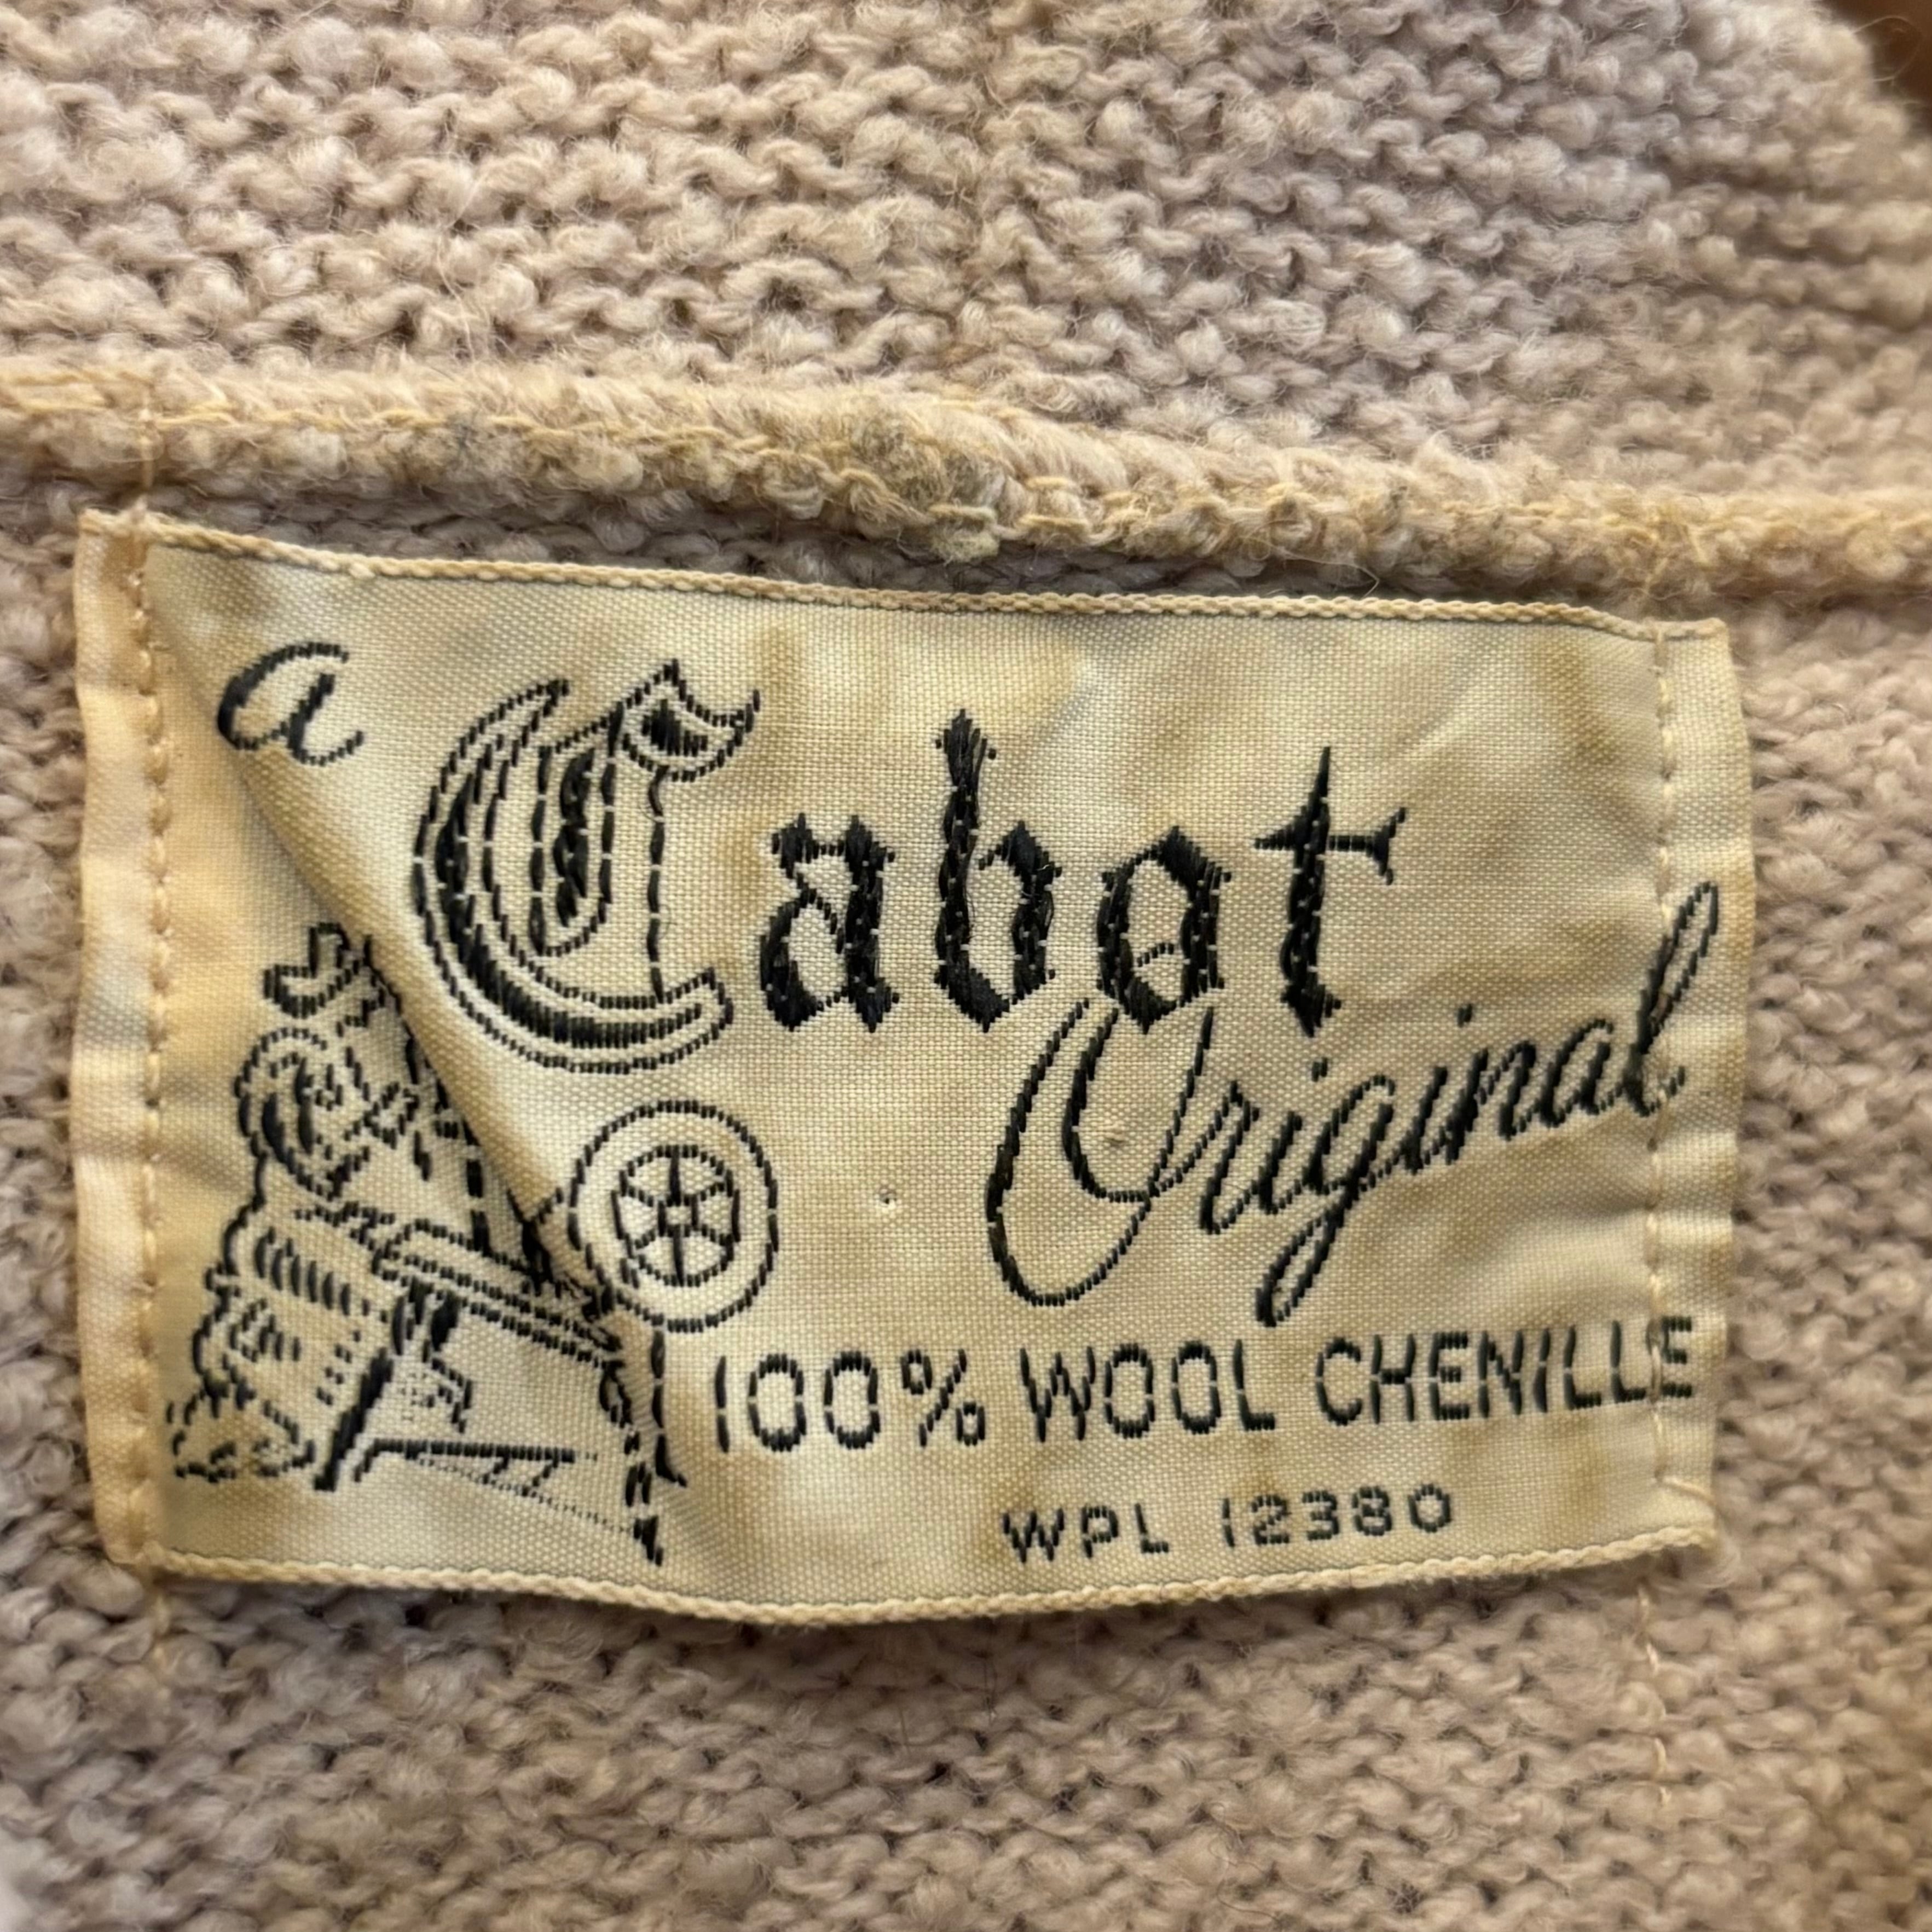 a Cabot
Original
100% WOOL CHENILLE
WPL 12380